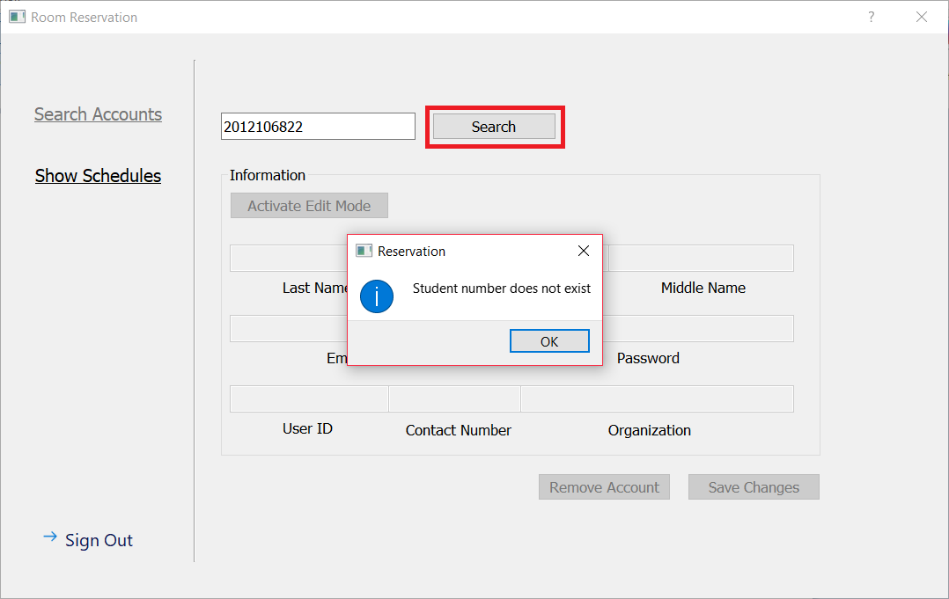 Room Reservation
?
Search Accounts
2012106822
Search
Show Schedules
Information
Activate Edit Mode
Reservation
Student number does not exist
OK
Last Name
Middle Name
Password
User ID
Contact Number
Organization
Remove Account
Save Changes
Sign Out